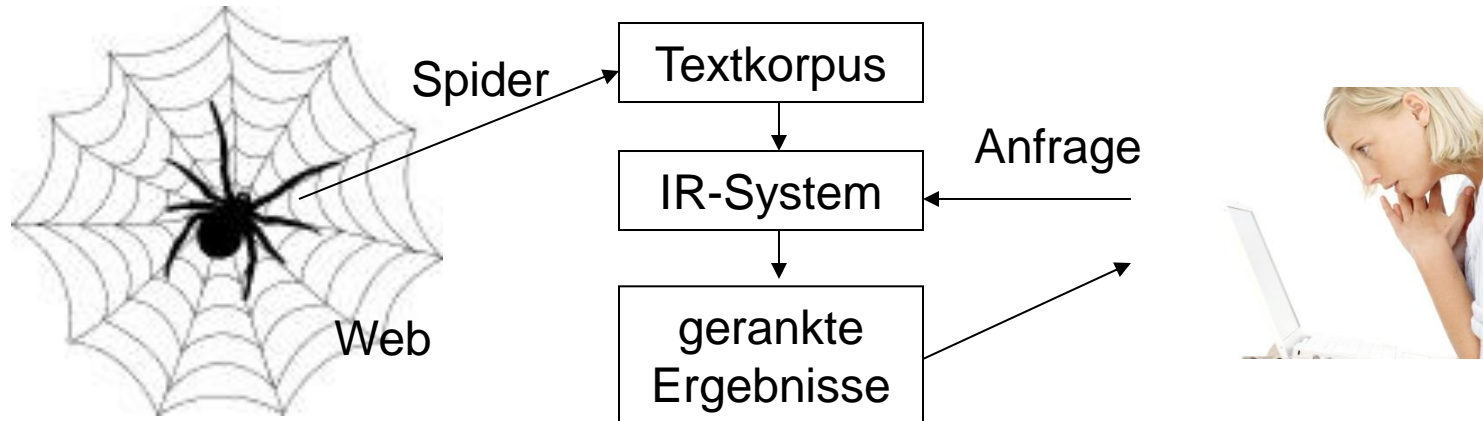 Spider
Textkorpus
Anfrage
IR-System
Web
gerankte
Ergebnisse